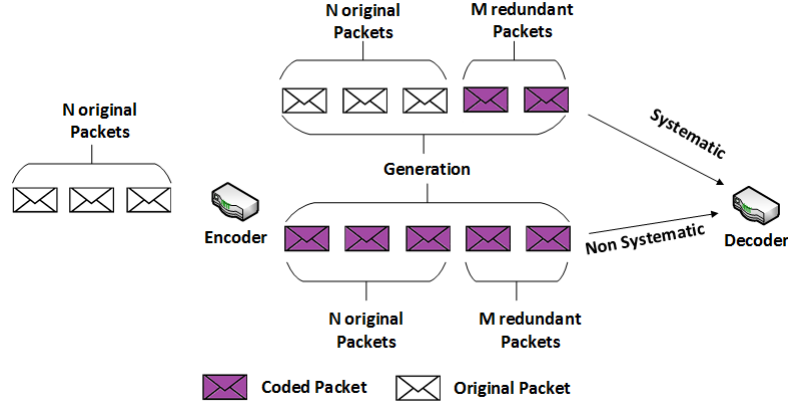 N original
Packets
M redundant
Packets
N original
Packets
Systematic
Generation
Encoder
Non Systematic
Decoder
N original
Packets
M redundant
Packets
Coded Packet
Original Packet